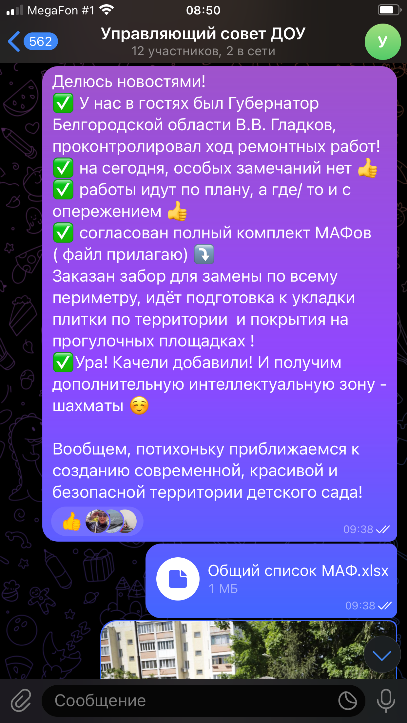 MegaFon #1
08:50
562
Управляющий совет ДОУ
12 участников, 2 в сети
У
Делюсь новостями!
✅ У нас в гостях был Губернатор
Белгородской области В.В. Гладков,
проконтролировал ход ремонтных работ!
✅ на сегодня, особых замечаний нет 👍
✅ работы идут по плану, а где/ то и с
опережением 👍
✅ согласован полный комплект МАФов
( файл прилагаю) ⤵️
Заказан забор для замены по всему
периметру, идёт подготовка к укладки
плитки по территории и покрытия на
прогулочных площадках !
✅Ура! Качели добавили! И получим
дополнительную интеллектуальную зону -
шахматы ☺️
Вообщем, потихоньку приближаемся к
созданию современной, красивой и
безопасной территории детского сада!
👍
09:38
Общий список МАФ.xlsx
1 МБ
09:38
Сообщение